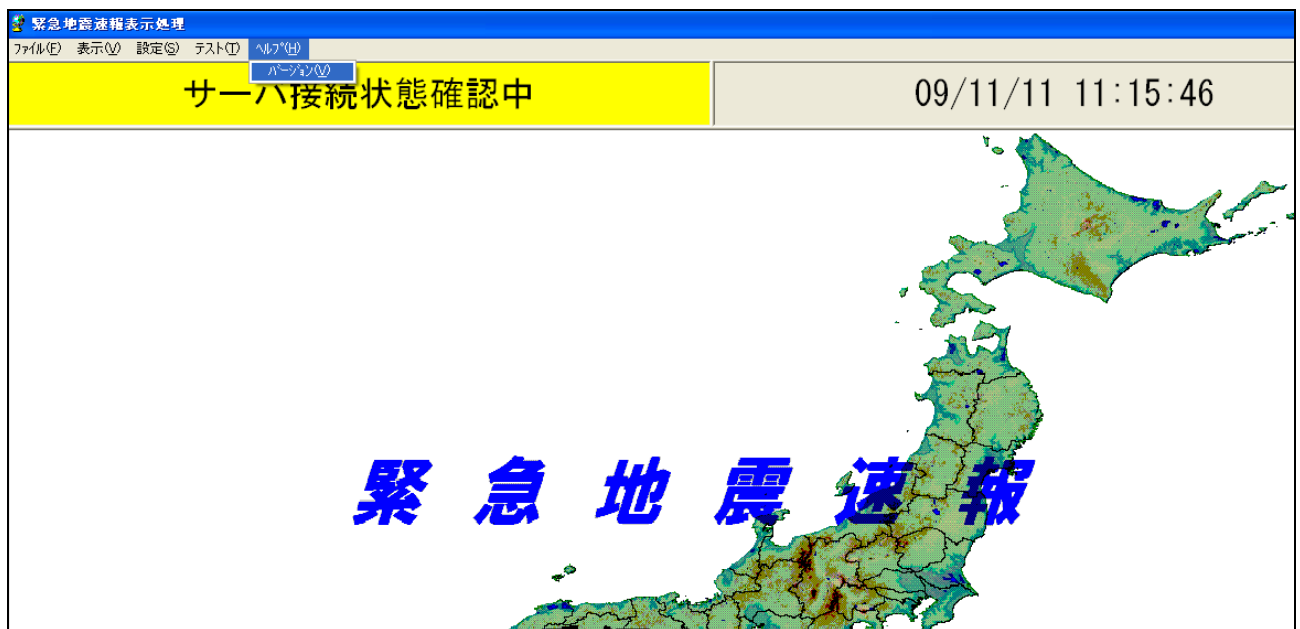 緊急地震速報表示処理
ﾌｧｲﾙ(F) 表示(V) 設定(S) テスト(T) ﾍﾙﾌﾟ(H)
ﾊﾞｰｼﾞｮﾝ(V)
サーバ接続状態確認中 09/11/11 11:15:46
緊急地震速報